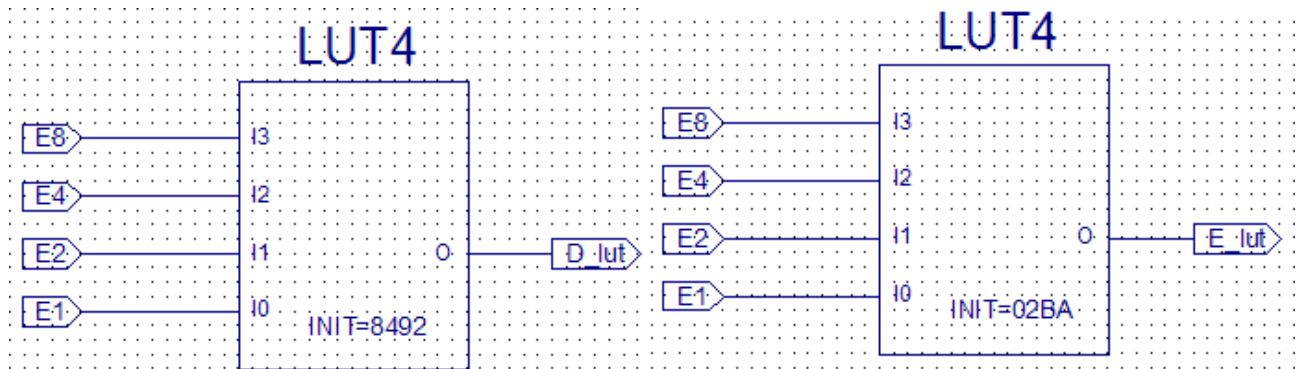 LUT4
E8 I3
E4 I2
E2 I1 O D_lut
E1 I0
INIT=8492
LUT4
E8 I3
E4 I2
E2 I1 O E_lut
E1 I0
INIT=02BA